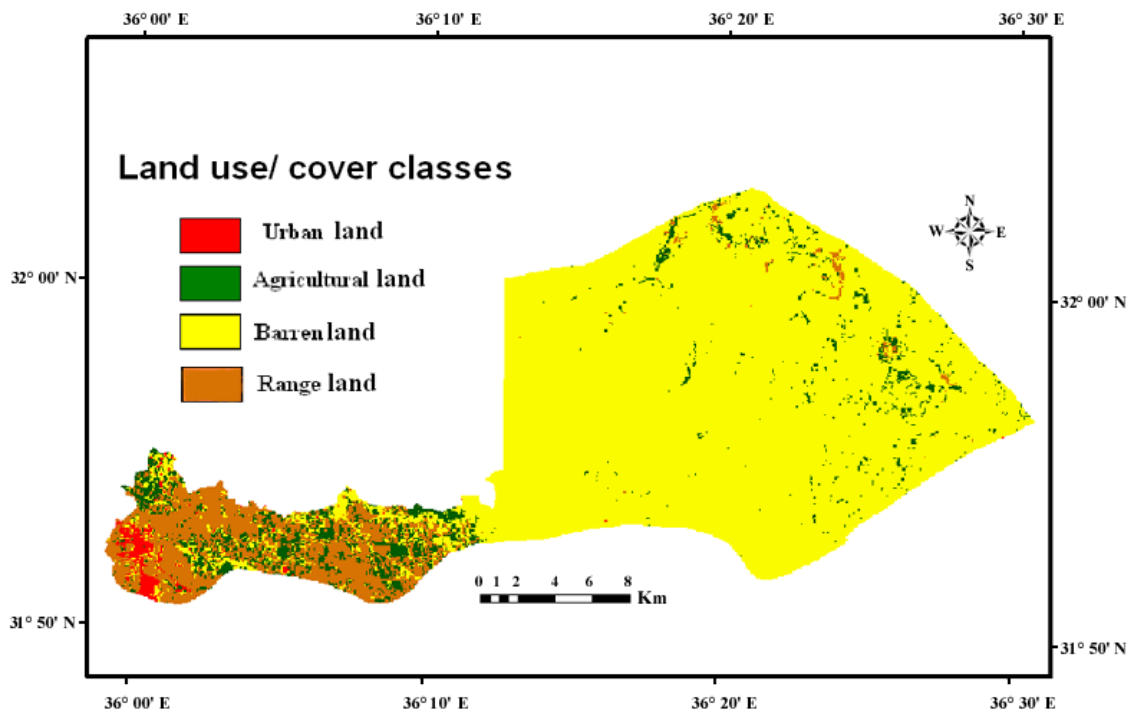 36° 00' E 36° 10' E 36° 20' E 36° 30' E
Land use/ cover classes
Urban land
Agricultural land
Barren land
Range land
N
W E
S
32° 00' N
32° 00' N
0 1 2 4 6 8
Km
31° 50' N
31° 50' N
36° 00' E 36° 10' E 36° 20' E 36° 30' E